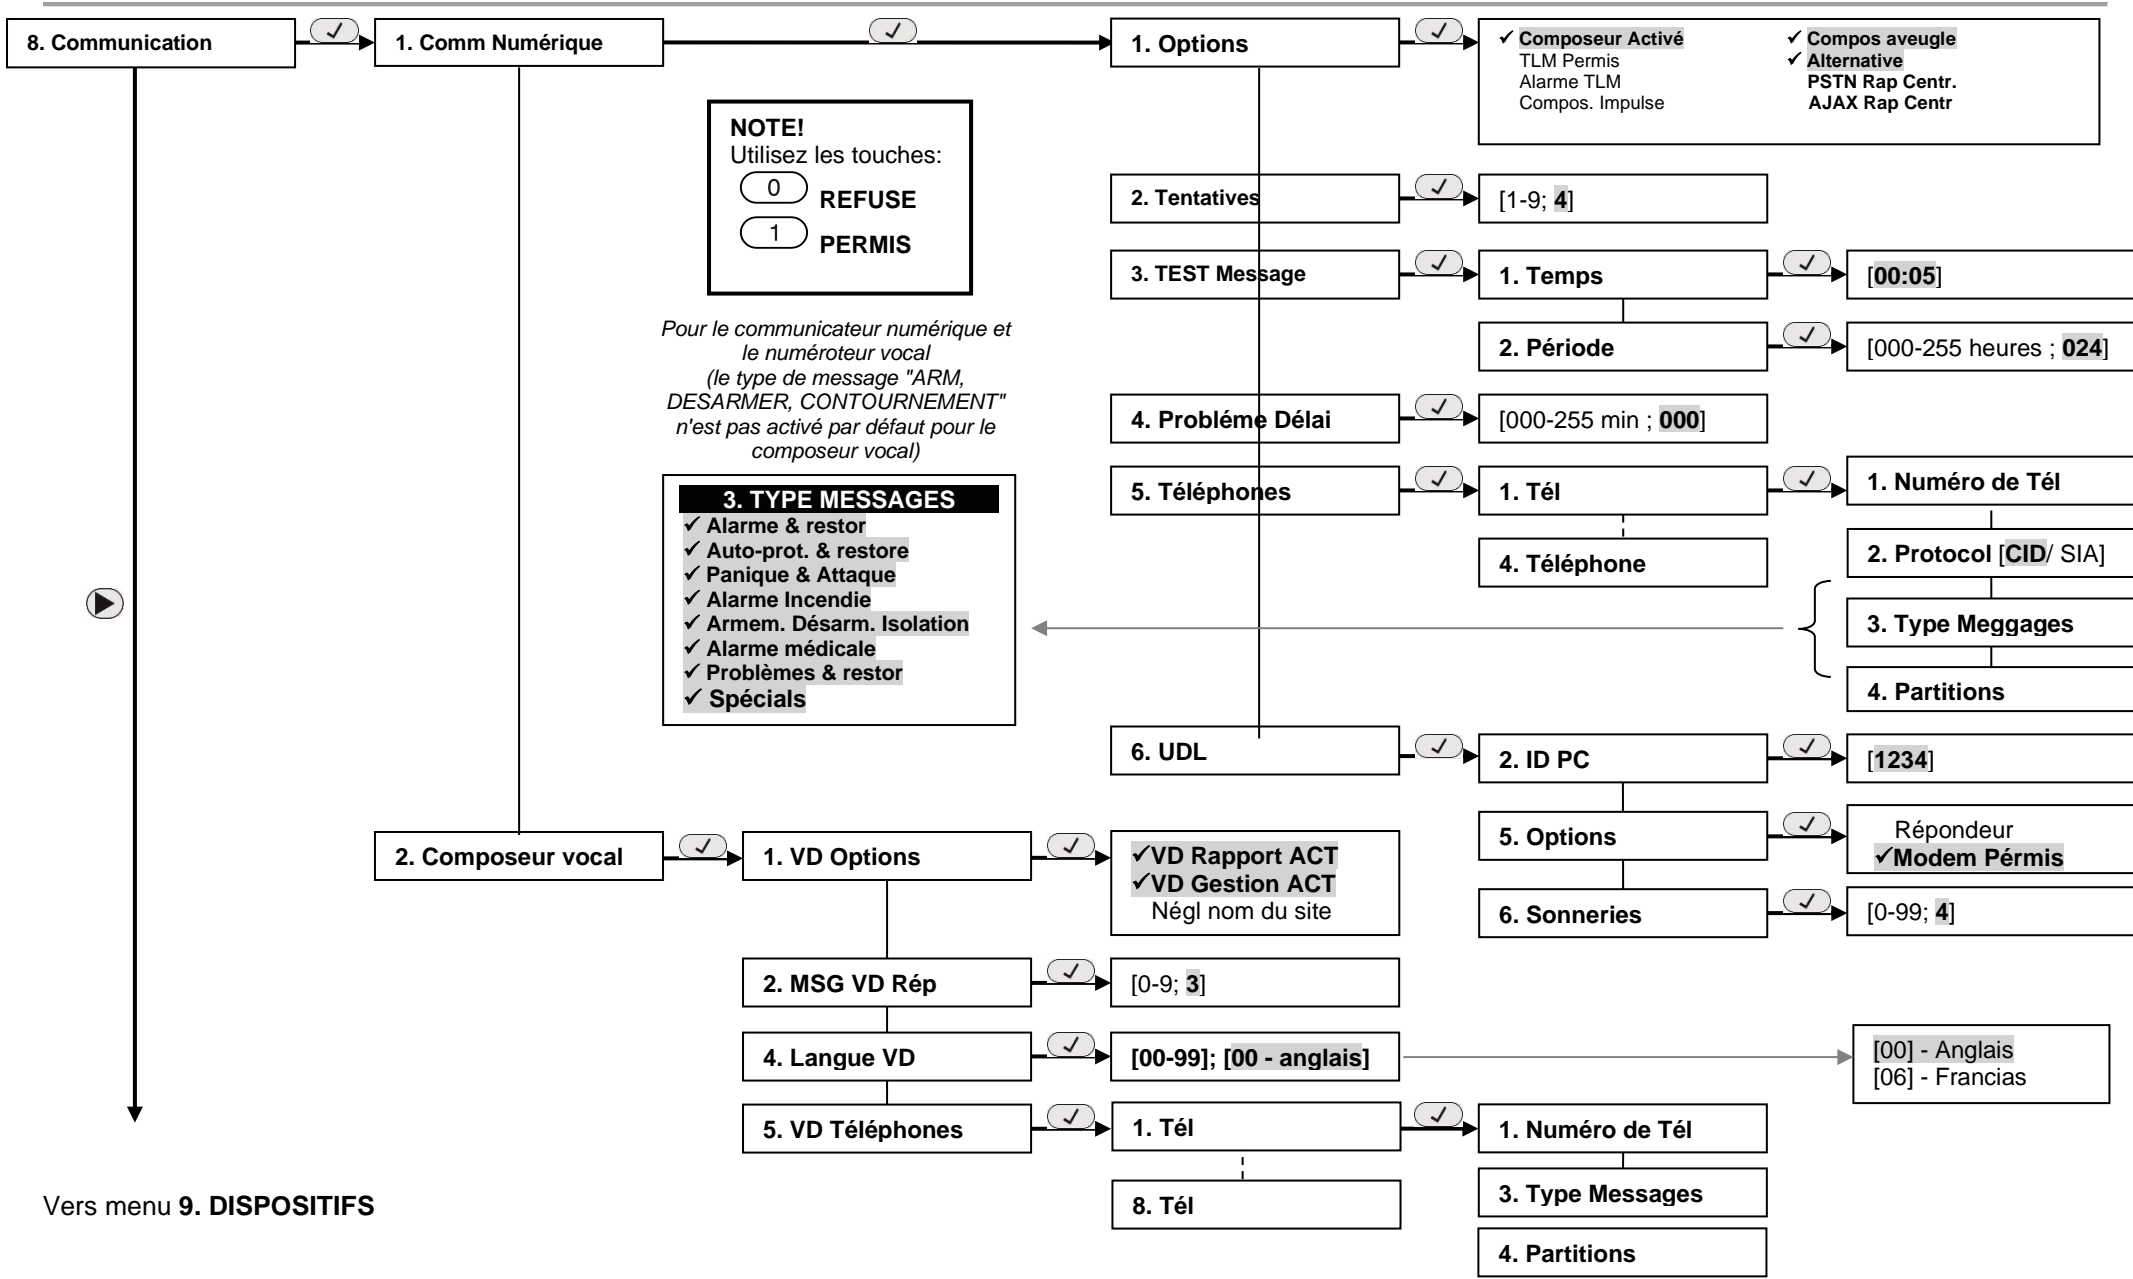 8. Communication
1. Comm Numérique
1. Options
✓ Composeur Activé
TLM Permis
Alarme TLM
Compos. Impulse
✓ Compos aveugle
✓ Alternative
PSTN Rap Centr.
AJAX Rap Centr
NOTE!
Utilisez les touches:
0 REFUSE
1 PERMIS
2. Tentatives
[1-9; 4]
3. TEST Message
1. Temps
[00:05]
2. Période
[000-255 heures ; 024]
Pour le communicateur numérique et
le numéroteur vocal
(le type de message "ARM,
DESARMER, CONTOURNEMENT"
n'est pas activé par défaut pour le
composeur vocal)
4. Probléme Délai
[000-255 min ; 000]
5. Téléphones
1. Tél
1. Numéro de Tél
4. Téléphone
2. Protocol [CID/ SIA]
3. Type Meggages
4. Partitions
3. TYPE MESSAGES
✓ Alarme & restor
✓ Auto-prot. & restore
✓ Panique & Attaque
✓ Alarme Incendie
✓ Armem. Désarm. Isolation
✓ Alarme médicale
✓ Problèmes & restor
✓ Spécials
6. UDL
2. ID PC
[1234]
5. Options
Répondeur
✓Modem Pérmis
6. Sonneries
[0-99; 4]
2. Composeur vocal
1. VD Options
✓VD Rapport ACT
✓VD Gestion ACT
Négl nom du site
2. MSG VD Rép
[0-9; 3]
4. Langue VD
[00-99]; [00 - anglais]
[00] - Anglais
[06] - Francias
5. VD Téléphones
1. Tél
1. Numéro de Tél
8. Tél
3. Type Messages
4. Partitions
Vers menu 9. DISPOSITIFS